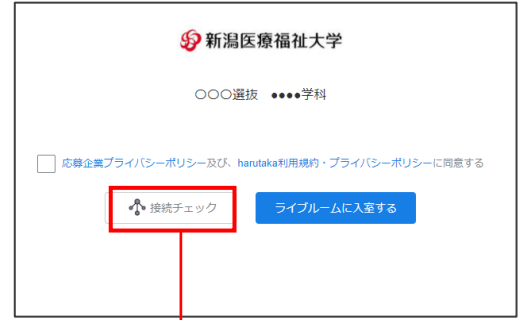 新潟医療福祉大学
〇〇〇選抜 ●●●●学科
応募企業プライバシーポリシー及び、harutaka利用規約・プライバシーポリシーに同意する
接続チェック
ライブルームに入室する